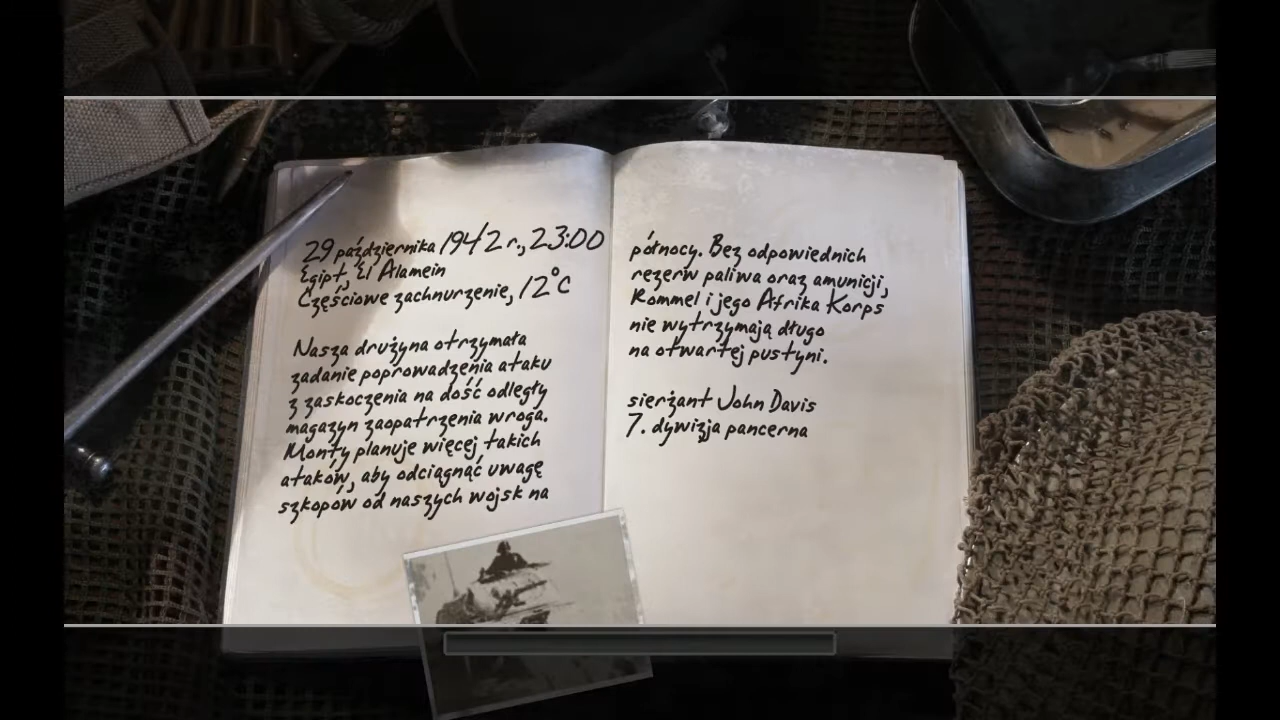 29 października 1942 r., 23:00
Egipt, El Alamein
Częściowe zachnurzenie, 12°C
Nasza drużyna otrzymała
zadanie poprowadzenia ataku
z zaskoczenia na dość odległy
magazyn zaopatrzenia wroga.
Monty planuje więcej takich
ataków, aby odciągnąć uwagę
szkopów od naszych wojsk na
północy. Bez odpowiednich
rezerw paliwa oraz amunicji,
Rommel i jego Afrika Korps
nie wytrzymają długo
na otwartej pustyni.
sierżant John Davis
7. dywizja pancerna